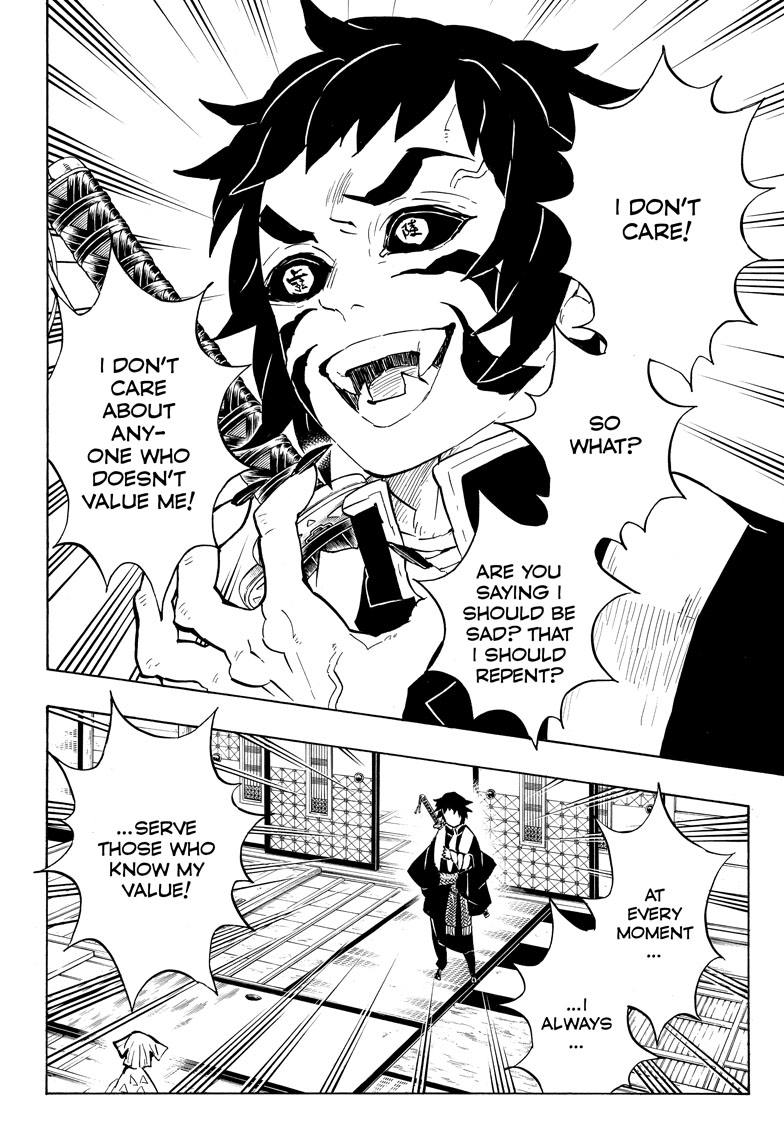 I DON'T
CARE!
SO
WHAT?
ARE YOU
SAYING I
SHOULD BE
SAD? THAT
I SHOULD
REPENT?
I DON'T
CARE
ABOUT
ANY-
ONE WHO
DOESN'T
VALUE ME!
AT
EVERY
MOMENT
...
...I
ALWAYS
...
...SERVE
THOSE WHO
KNOW MY
VALUE!